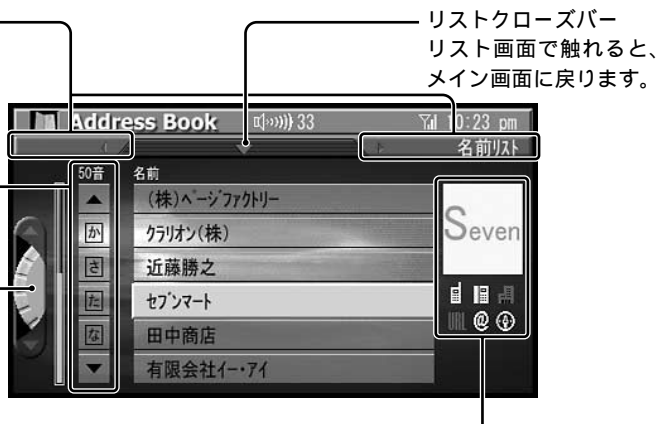 リストクローズバー
リスト画面で触れると、
メイン画面に戻ります。
Address Book 33 10:23 pm
名前リスト
50音 名前
(株)ページファクトリー
か クラリオン(株)
さ 近藤勝之
た セブンマート
な 田中商店
有限会社イー・アイ
Seven
URL @